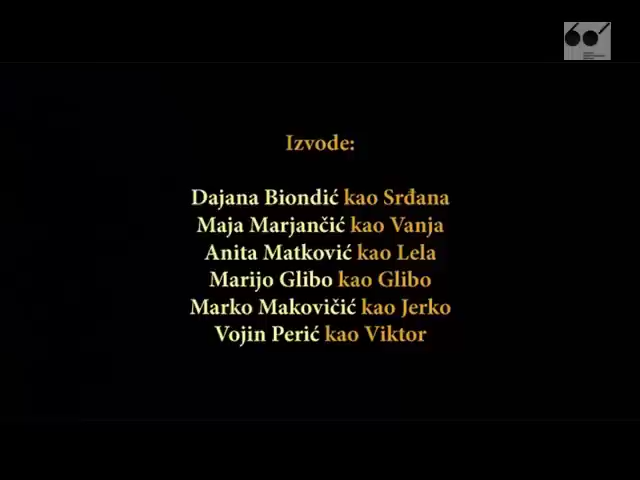 Izvode:
Dajana Biondić kao Srđana
Maja Marjančić kao Vanja
Anita Matković kao Lela
Marijo Glibo kao Glibo
Marko Makovičić kao Jerko
Vojin Perić kao Viktor